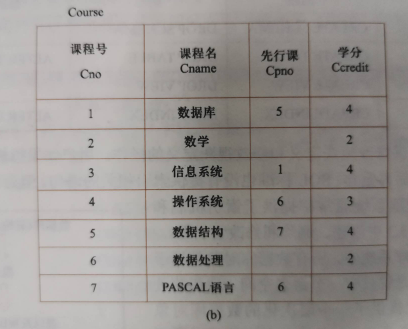 Course
课程号 课程名 先行课 学分
Cno Cname Cpno Ccredit
1 数据库 5 4
2 数学 2
3 信息系统 1 4
4 操作系统 6 3
5 数据结构 7 4
6 数据处理 2
7 PASCAL语言 6 4
(b)